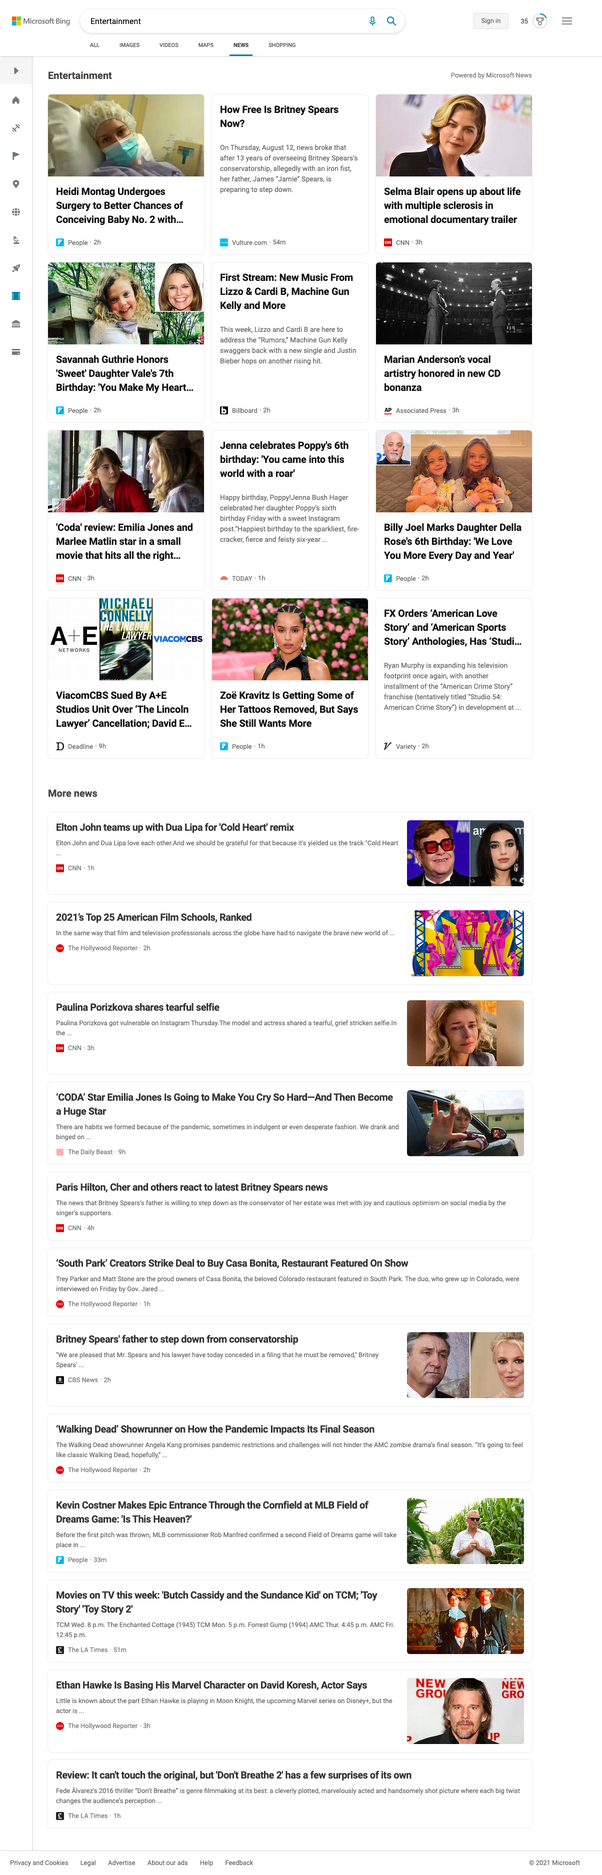 Microsoft Bing
Entertainment
Sign in
35
ALL
IMAGES
VIDEOS
MAPS
NEWS
SHOPPING
Entertainment
Powered by Microsoft News
Heidi Montag Undergoes
Surgery to Better Chances of
Conceiving Baby No. 2 with...
People · 2h
How Free Is Britney Spears
Now?
On Thursday, August 12, news broke that
after 13 years of overseeing Britney Spears's
conservatorship, allegedly with an iron fist,
her father, James "Jamie" Spears, is
preparing to step down.
Vulture.com · 54m
Selma Blair opens up about life
with multiple sclerosis in
emotional documentary trailer
CNN · 3h
Savannah Guthrie Honors
'Sweet' Daughter Vale's 7th
Birthday: 'You Make My Heart...
People · 2h
First Stream: New Music From
Lizzo & Cardi B, Machine Gun
Kelly and More
This week, Lizzo and Cardi B are here to
address the "Rumors," Machine Gun Kelly
swaggers back with a new single and Justin
Bieber hops on another rising hit.
Billboard · 2h
Marian Anderson's vocal
artistry honored in new CD
bonanza
AP
Associated Press · 3h
'Coda' review: Emilia Jones and
Marlee Matlin star in a small
movie that hits all the right...
CNN · 3h
Jenna celebrates Poppy's 6th
birthday: 'You came into this
world with a roar'
Happy birthday, Poppy!Jenna Bush Hager
celebrated her daughter Poppy's sixth
birthday Friday with a sweet Instagram
post."Happiest birthday to the sparkliest, fire-
cracker, fierce and feisty six-year ...
TODAY · 1h
Billy Joel Marks Daughter Della
Rose's 6th Birthday: 'We Love
You More Every Day and Year'
People · 2h
A+E
NETWORKS
MICHAEL
CONNELLY
THE LINCOLN
LAWYER
VIACOMCBS
ViacomCBS Sued By A+E
Studios Unit Over 'The Lincoln
Lawyer' Cancellation; David E...
Deadline · 9h
Zoë Kravitz Is Getting Some of
Her Tattoos Removed, But Says
She Still Wants More
People · 1h
FX Orders 'American Love
Story' and 'American Sports
Story' Anthologies, Has 'Studi...
Ryan Murphy is expanding his television
footprint once again, with another
installment of the "American Crime Story"
franchise (tentatively titled "Studio 54:
American Crime Story") in development at ...
Variety · 2h
More news
Elton John teams up with Dua Lipa for 'Cold Heart' remix
Elton John and Dua Lipa love each other.And we should be grateful for that because it's yielded us the track "Cold Heart
...
CNN · 1h
2021's Top 25 American Film Schools, Ranked
In the same way that film and television professionals across the globe have had to navigate the brave new world of ...
The Hollywood Reporter · 2h
Paulina Porizkova shares tearful selfie
Paulina Porizkova got vulnerable on Instagram Thursday.The model and actress shared a tearful, grief stricken selfie.In
the ...
CNN · 3h
'CODA' Star Emilia Jones Is Going to Make You Cry So Hard—And Then Become
a Huge Star
There are habits we formed because of the pandemic, sometimes in indulgent or even desperate fashion. We drank and
binged on ...
The Daily Beast · 9h
Paris Hilton, Cher and others react to latest Britney Spears news
The news that Britney Spears's father is willing to step down as the conservator of her estate was met with joy and cautious optimism on social media by the
singer's supporters.
CNN · 4h
'South Park' Creators Strike Deal to Buy Casa Bonita, Restaurant Featured On Show
Trey Parker and Matt Stone are the proud owners of Casa Bonita, the beloved Colorado restaurant featured in South Park. The duo, who grew up in Colorado, were
interviewed on Friday by Gov. Jared ...
The Hollywood Reporter · 1h
Britney Spears' father to step down from conservatorship
"We are pleased that Mr. Spears and his lawyer have today conceded in a filing that he must be removed," Britney
Spears' ...
CBS News · 2h
'Walking Dead' Showrunner on How the Pandemic Impacts Its Final Season
The Walking Dead showrunner Angela Kang promises pandemic restrictions and challenges will not hinder the AMC zombie drama's final season. "It's going to feel
like classic Walking Dead, hopefully," ...
The Hollywood Reporter · 2h
Kevin Costner Makes Epic Entrance Through the Cornfield at MLB Field of
Dreams Game: 'Is This Heaven?'
Before the first pitch was thrown, MLB commissioner Rob Manfred confirmed a second Field of Dreams game will take
place in ...
People · 33m
Movies on TV this week: 'Butch Cassidy and the Sundance Kid' on TCM; 'Toy
Story' 'Toy Story 2'
TCM Wed. 8 p.m. The Enchanted Cottage (1945) TCM Mon. 5 p.m. Forrest Gump (1994) AMC Thur. 4:45 p.m. AMC Fri.
12:45 p.m.
The LA Times · 51m
Ethan Hawke Is Basing His Marvel Character on David Koresh, Actor Says
Little is known about the part Ethan Hawke is playing in Moon Knight, the upcoming Marvel series on Disney+, but the
actor is ...
The Hollywood Reporter · 3h
NEW
GROU
Review: It can't touch the original, but 'Don't Breathe 2' has a few surprises of its own
Fede Álvarez's 2016 thriller "Don't Breathe" is genre filmmaking at its best: a cleverly plotted, marvelously acted and handsomely shot picture where each big twist
changes the audience's perception ...
The LA Times · 1h
Privacy and Cookies
Legal
Advertise
About our ads
Help
Feedback
© 2021 Microsoft